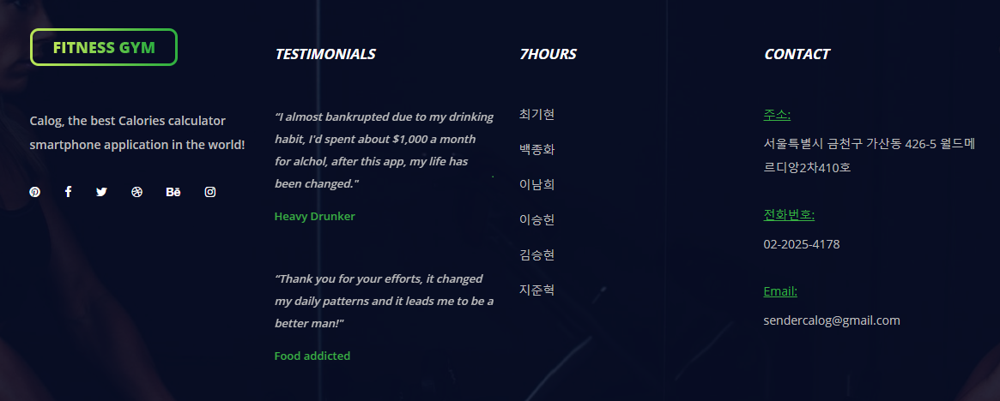 FITNESS GYM
Calog, the best Calories calculator
smartphone application in the world!
Bē
TESTIMONIALS
“I almost bankrupted due to my drinking
habit, I'd spent about $1,000 a month
for alchol, after this app, my life has
been changed."
Heavy Drunker
“Thank you for your efforts, it changed
my daily patterns and it leads me to be a
better man!"
Food addicted
7HOURS
최기현
백종화
이남희
이승헌
김승현
지준혁
CONTACT
주소:
서울특별시 금천구 가산동 426-5 월드메
르디앙2차410호
전화번호:
02-2025-4178
Email:
sendercalog@gmail.com